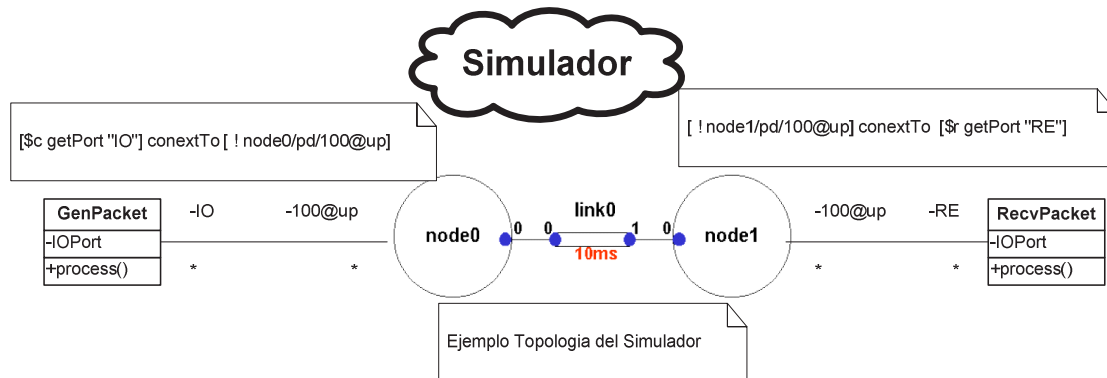 Simulador
[$c getPort "IO"] conextTo [ ! node0/pd/100@up]
[ ! node1/pd/100@up] conextTo [$r getPort "RE"]
GenPacket
-IOPort
+process()
-IO
-100@up
*
*
node0
0
0
link0
10ms
1
0
node1
-100@up
-RE
*
*
RecvPacket
-IOPort
+process()
Ejemplo Topologia del Simulador